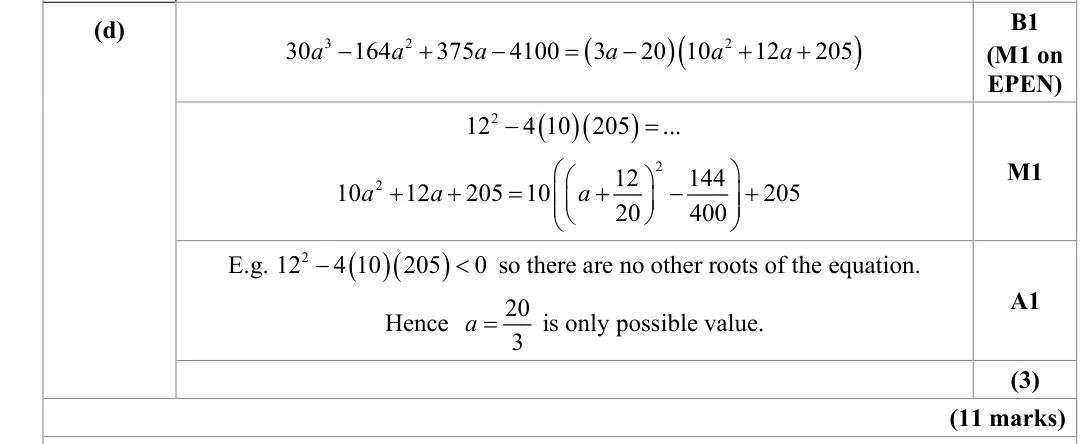 (d)
30a³ − 164a² + 375a − 4100 = (3a − 20)(10a² + 12a + 205)
B1
(M1 on
EPEN)
12² − 4(10)(205) = ...
10a² + 12a + 205 = 10((a + 12/20)² − 144/400) + 205
M1
E.g. 12² − 4(10)(205) < 0 so there are no other roots of the equation.
Hence a = 20/3 is only possible value.
A1
(3)
(11 marks)